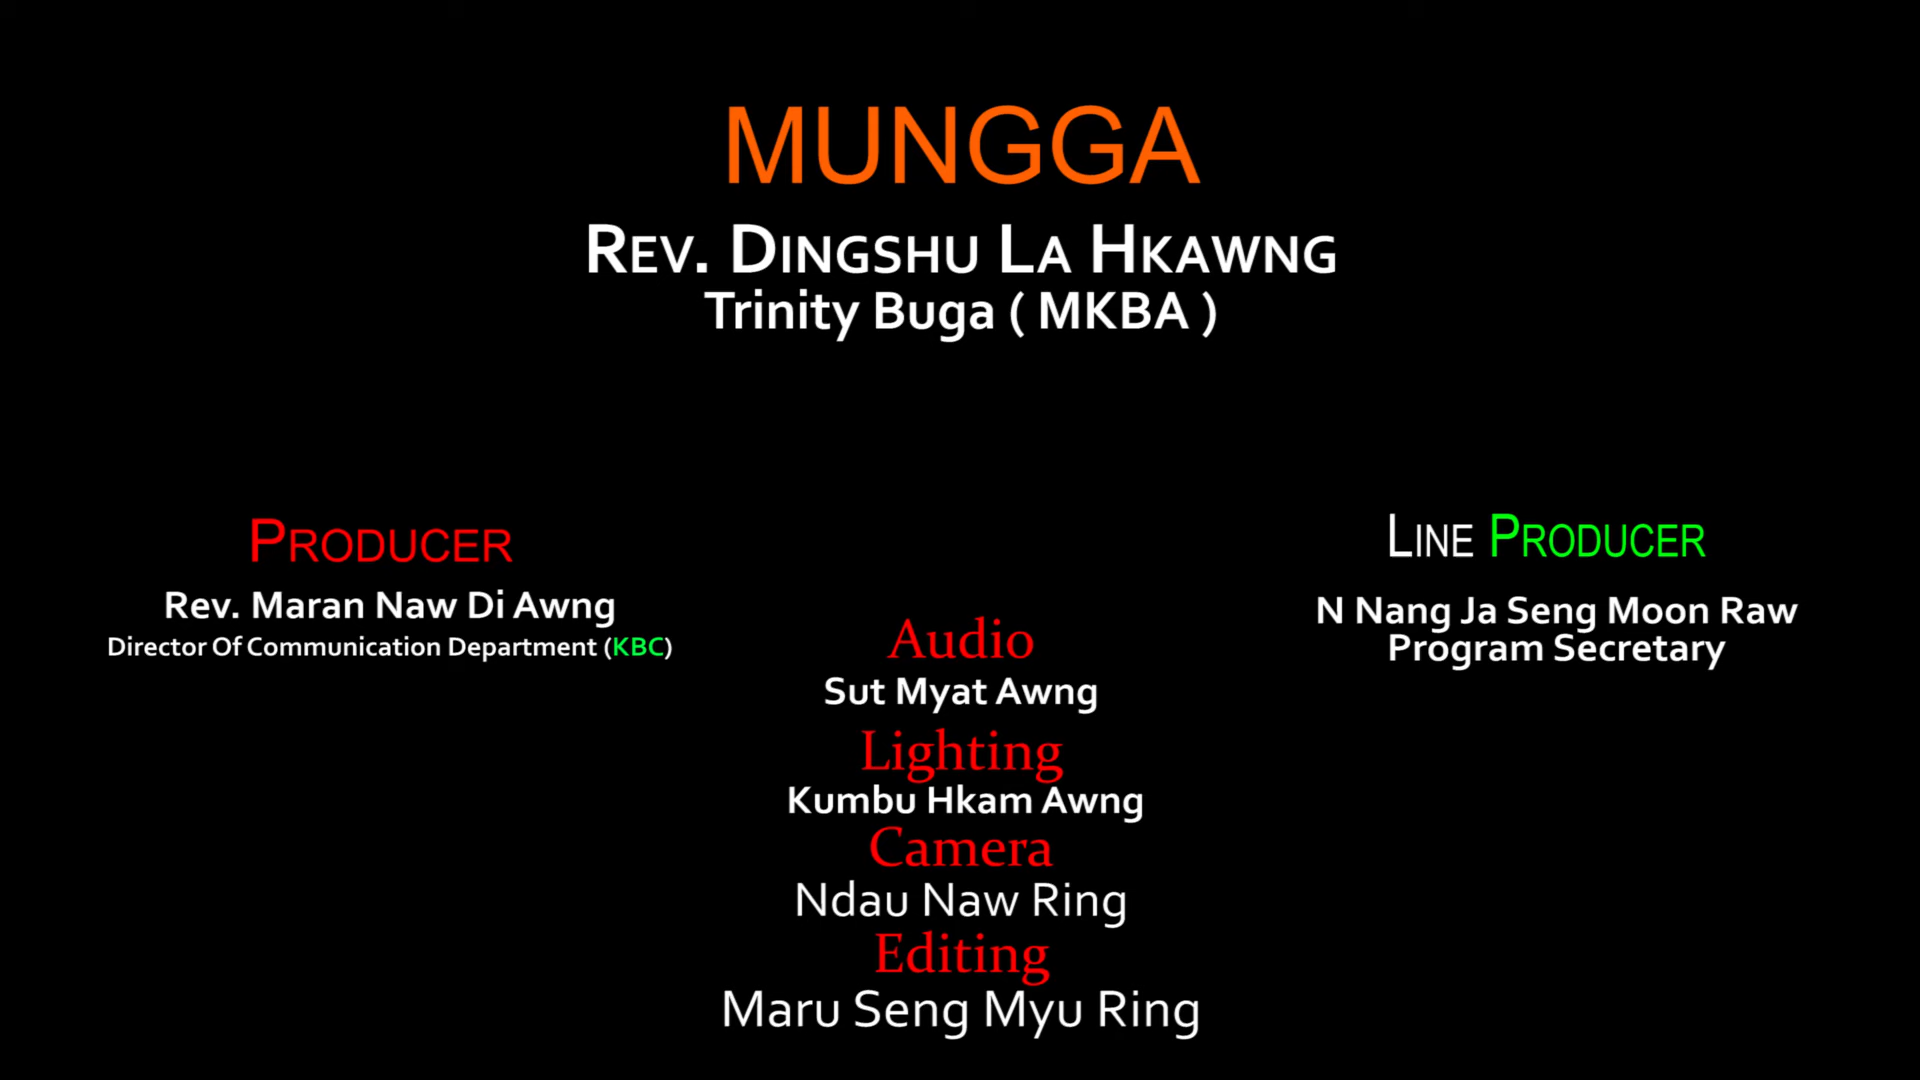 MUNGGA
REV. DINGSHU LA HKAWNG
Trinity Buga ( MKBA )
PRODUCER
Rev. Maran Naw Di Awng
Director Of Communication Department (KBC)
LINE PRODUCER
N Nang Ja Seng Moon Raw
Program Secretary
Audio
Sut Myat Awng
Lighting
Kumbu Hkam Awng
Camera
Ndau Naw Ring
Editing
Maru Seng Myu Ring